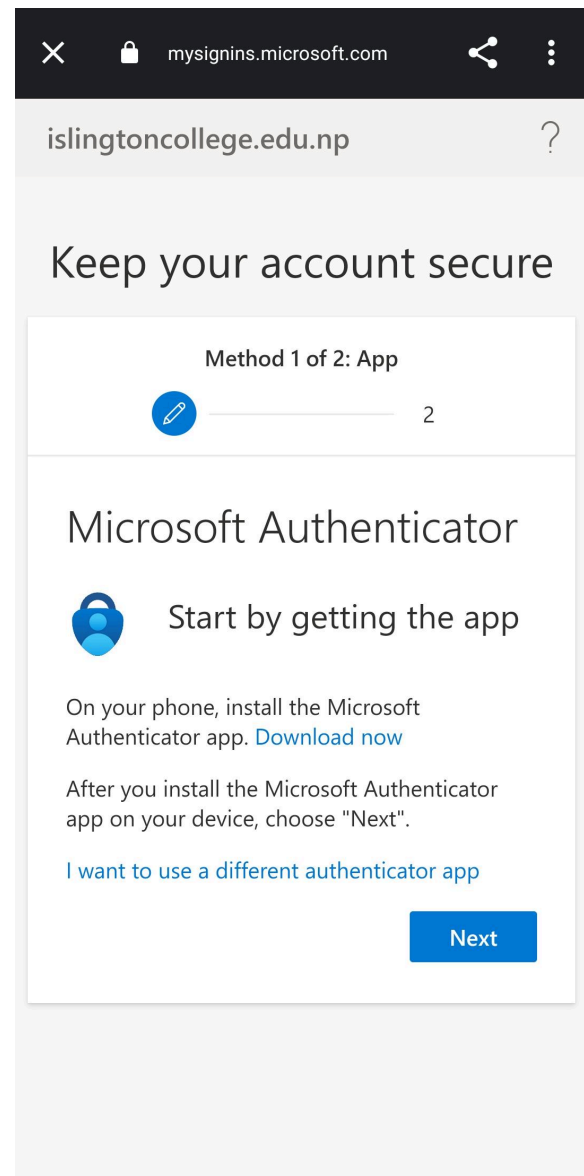 mysignins.microsoft.com
islingtoncollege.edu.np ?
Keep your account secure
Method 1 of 2: App
2
Microsoft Authenticator
Start by getting the app
On your phone, install the Microsoft
Authenticator app. Download now
After you install the Microsoft Authenticator
app on your device, choose "Next".
I want to use a different authenticator app
Next